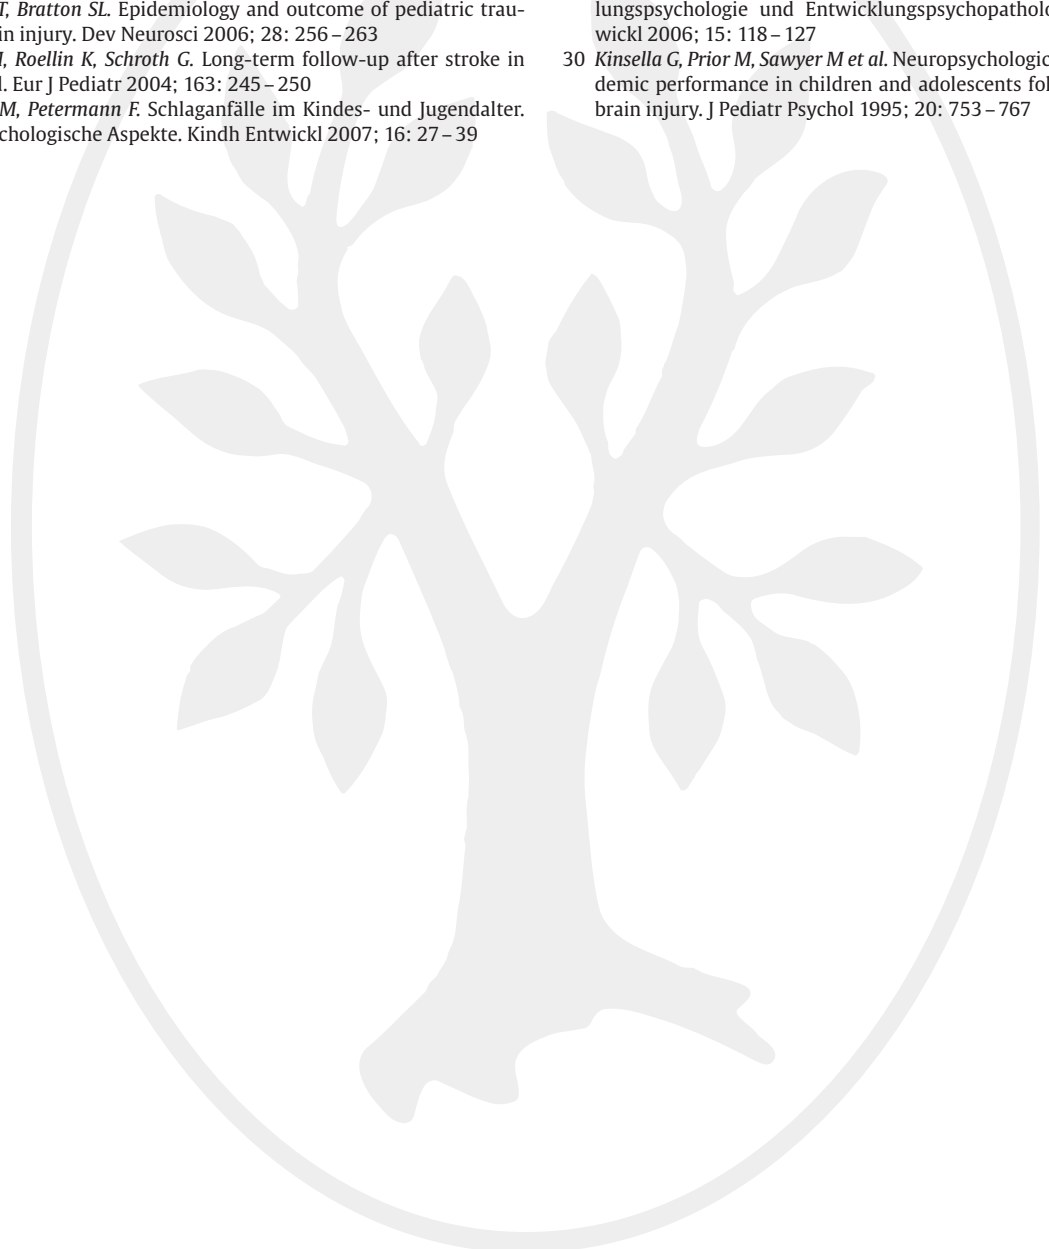 T, Bratton SL. Epidemiology and outcome of pediatric trau-
in injury. Dev Neurosci 2006; 28: 256–263
, Roellin K, Schroth G. Long-term follow-up after stroke in
. Eur J Pediatr 2004; 163: 245–250
M, Petermann F. Schlaganfälle im Kindes- und Jugendalter.
chologische Aspekte. Kindh Entwickl 2007; 16: 27–39
lungspsychologie und Entwicklungspsychopatholo
wickl 2006; 15: 118–127
30 Kinsella G, Prior M, Sawyer M et al. Neuropsychologic
demic performance in children and adolescents fol
brain injury. J Pediatr Psychol 1995; 20: 753–767